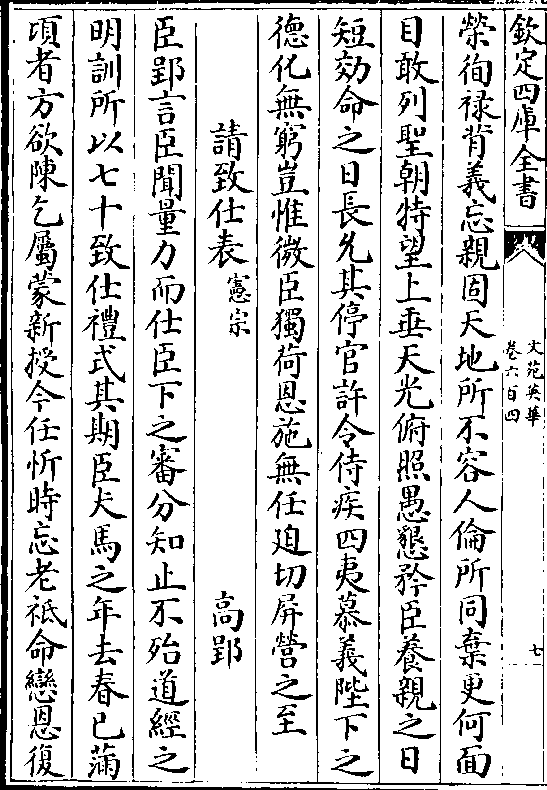 欽定四庫全書
文苑英華
卷六百四
七
榮徇禄背義忘親固天地所不容人倫所同棄更何面
目敢列聖朝特望上垂天光俯照愚懇矜臣養親之日
短効命之日長允其停官許令侍疾四夷慕義陛下之
德化無窮豈惟微臣獨荷恩施無任迫切屏營之至
請致仕表憲宗 高郢
臣郢言臣聞量力而仕臣下之審分知止不殆道經之
明訓所以七十致仕禮式其期臣犬馬之年去春已滿
頃者方欲陳乞屬蒙新授今任忻時忘老祗命戀恩復